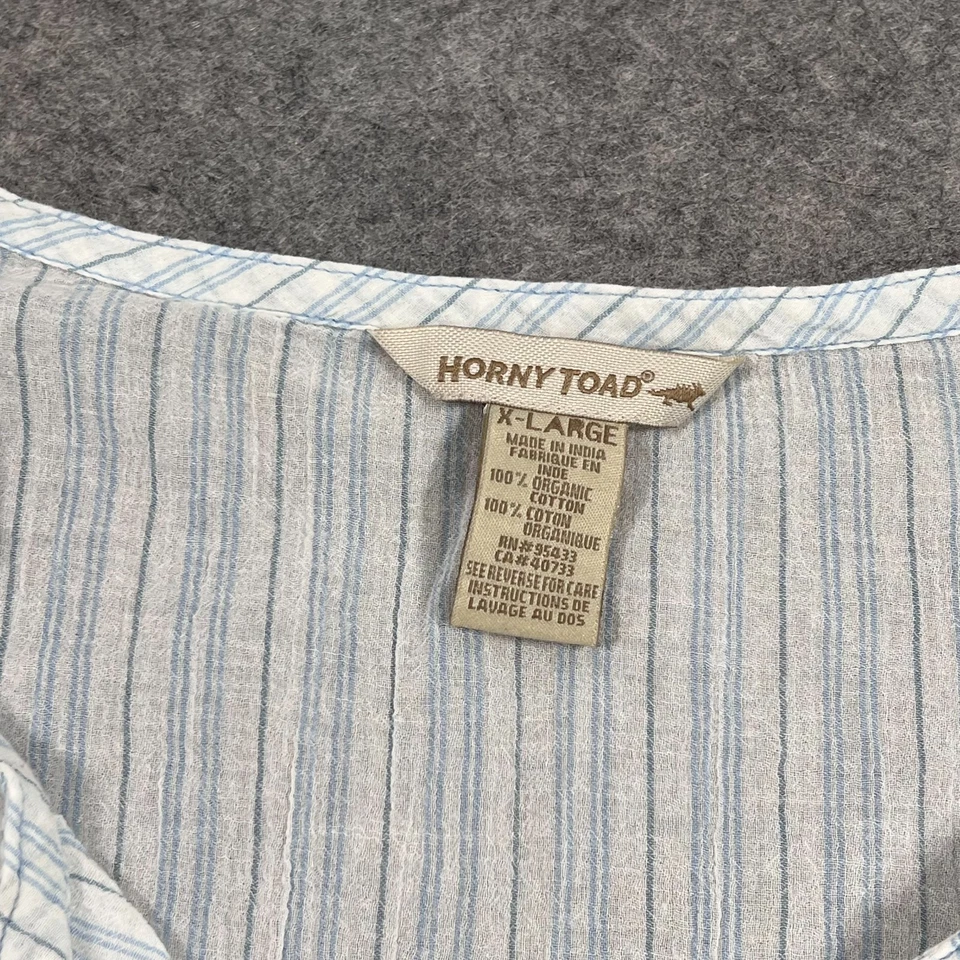 HORNY TOAD®
X-LARGE
MADE IN INDIA
FABRIQUE EN
INDE
100% ORGANIC
COTTON
100% COTON
ORGANIQUE
RN# 95433
CA# 40733
SEE REVERSE FOR CARE
INSTRUCTIONS DE
LAVAGE AU DOS